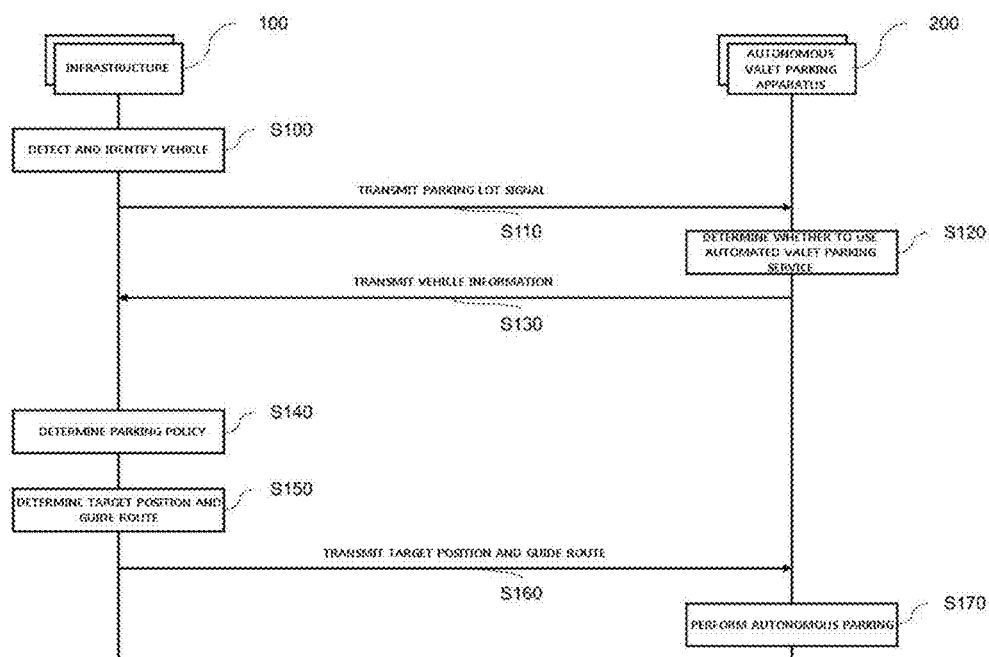 100
200
INFRASTRUCTURE
AUTONOMOUS
VALET PARKING
APPARATUS
S100
DETECT AND IDENTIFY VEHICLE
TRANSMIT PARKING LOT SIGNAL
S110
S120
DETERMINE WHETHER TO USE
AUTOMATED VALET PARKING
SERVICE
TRANSMIT VEHICLE INFORMATION
S130
S140
DETERMINE PARKING POLICY
S150
DETERMINE TARGET POSITION AND
GUIDE ROUTE
TRANSMIT TARGET POSITION AND GUIDE ROUTE
S160
S170
PERFORM AUTONOMOUS PARKING